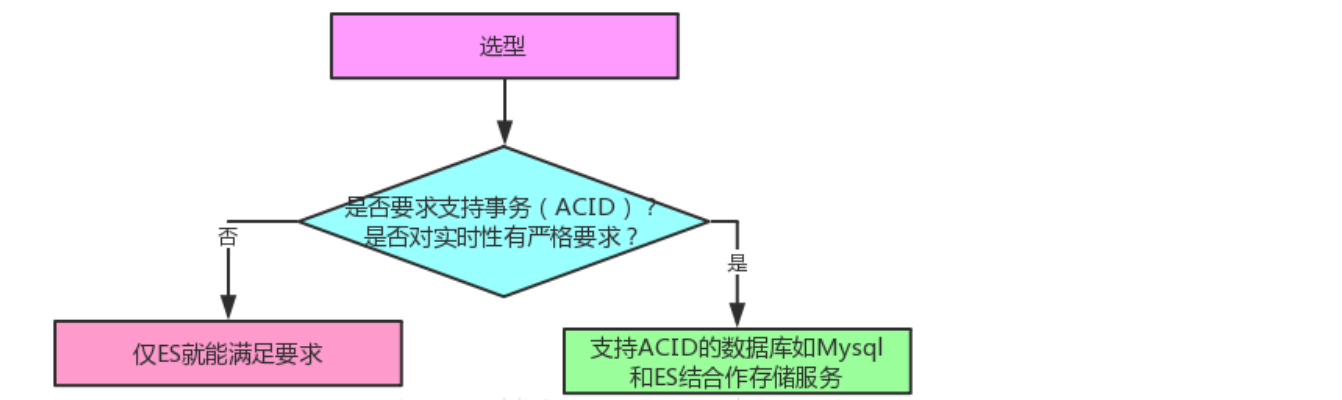 选型
是否要求支持事务（ACID）？
是否对实时性有严格要求？
否
是
仅ES就能满足要求
支持ACID的数据库如Mysql
和ES结合作存储服务